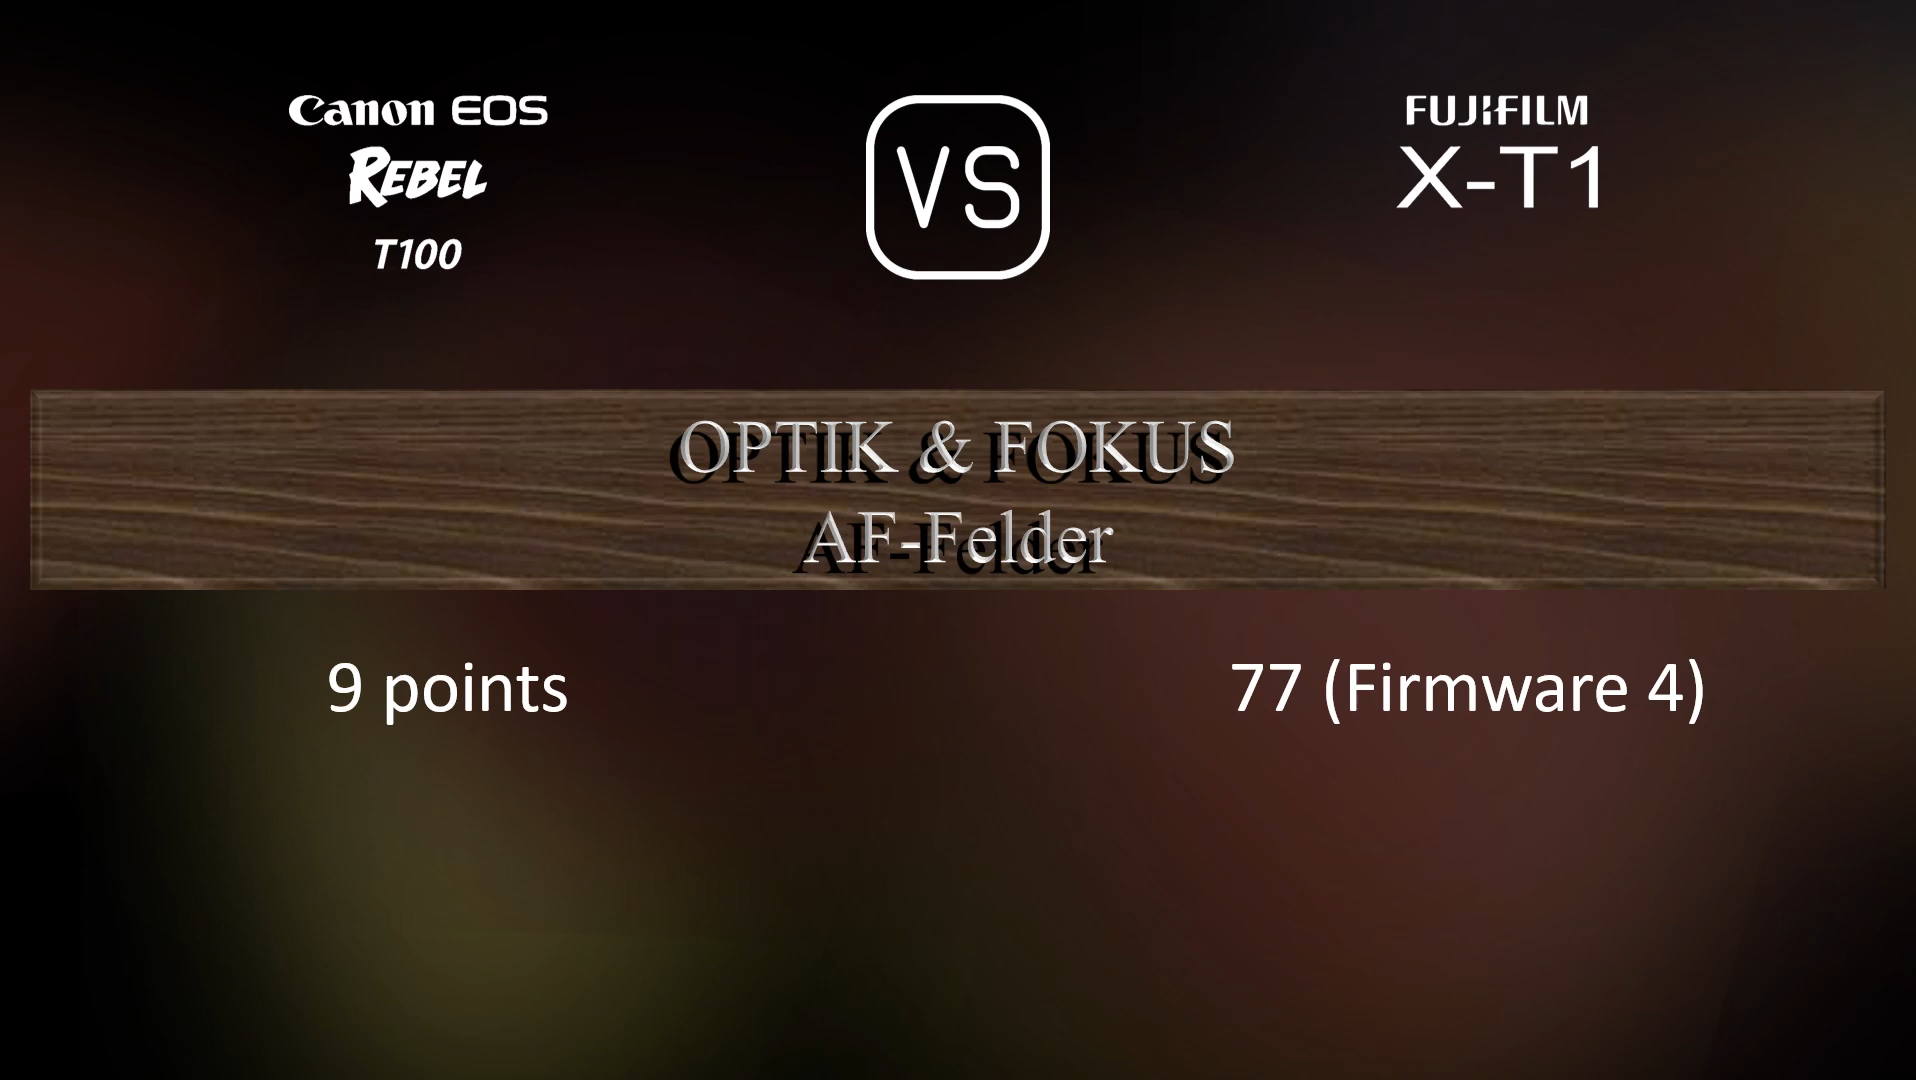 Canon EOS
REBEL
T100
VS
FUJIFILM
X-T1
OPTIK & FOKUS
AF-Felder
9 points
77 (Firmware 4)